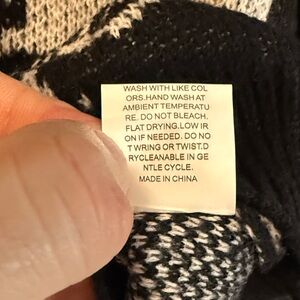 WASH WITH LIKE COL
ORS.HAND WASH AT
AMBIENT TEMPERATU
RE. DO NOT BLEACH.
FLAT DRYING.LOW IR
ON IF NEEDED. DO NO
T WRING OR TWIST.D
RYCLEANABLE IN GE
NTLE CYCLE.
MADE IN CHINA